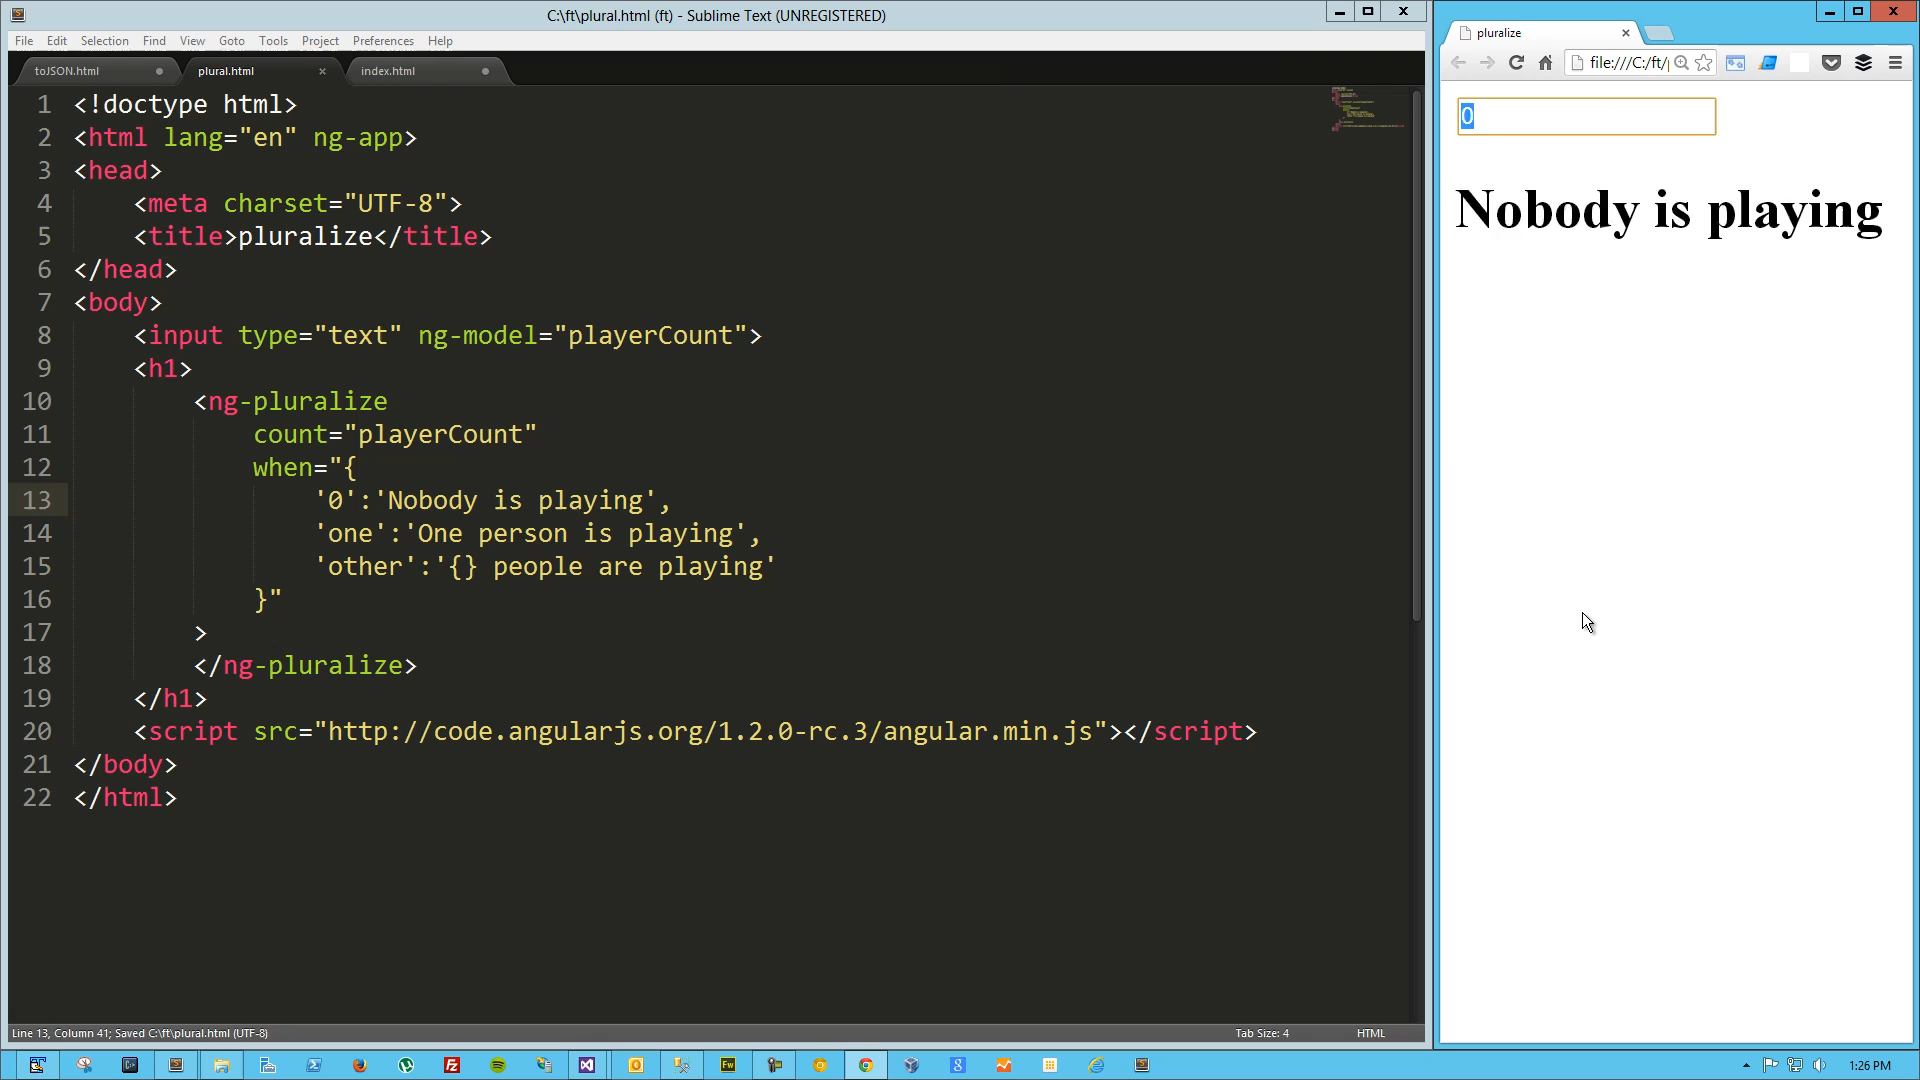 C:\ft\plural.html (ft) - Sublime Text (UNREGISTERED)
File Edit Selection Find View Goto Tools Project Preferences Help
toJSON.html plural.html index.html
1 <!doctype html>
2 <html lang="en" ng-app>
3 <head>
4 <meta charset="UTF-8">
5 <title>pluralize</title>
6 </head>
7 <body>
8 <input type="text" ng-model="playerCount">
9 <h1>
10 <ng-pluralize
11 count="playerCount"
12 when="{
13 '0':'Nobody is playing',
14 'one':'One person is playing',
15 'other':'{} people are playing'
16 }"
17 >
18 </ng-pluralize>
19 </h1>
20 <script src="http://code.angularjs.org/1.2.0-rc.3/angular.min.js"></script>
21 </body>
22 </html>
Line 13, Column 41; Saved C:\ft\plural.html (UTF-8) Tab Size: 4 HTML
pluralize
file:///C:/ft/
0
Nobody is playing
Fw
1:26 PM